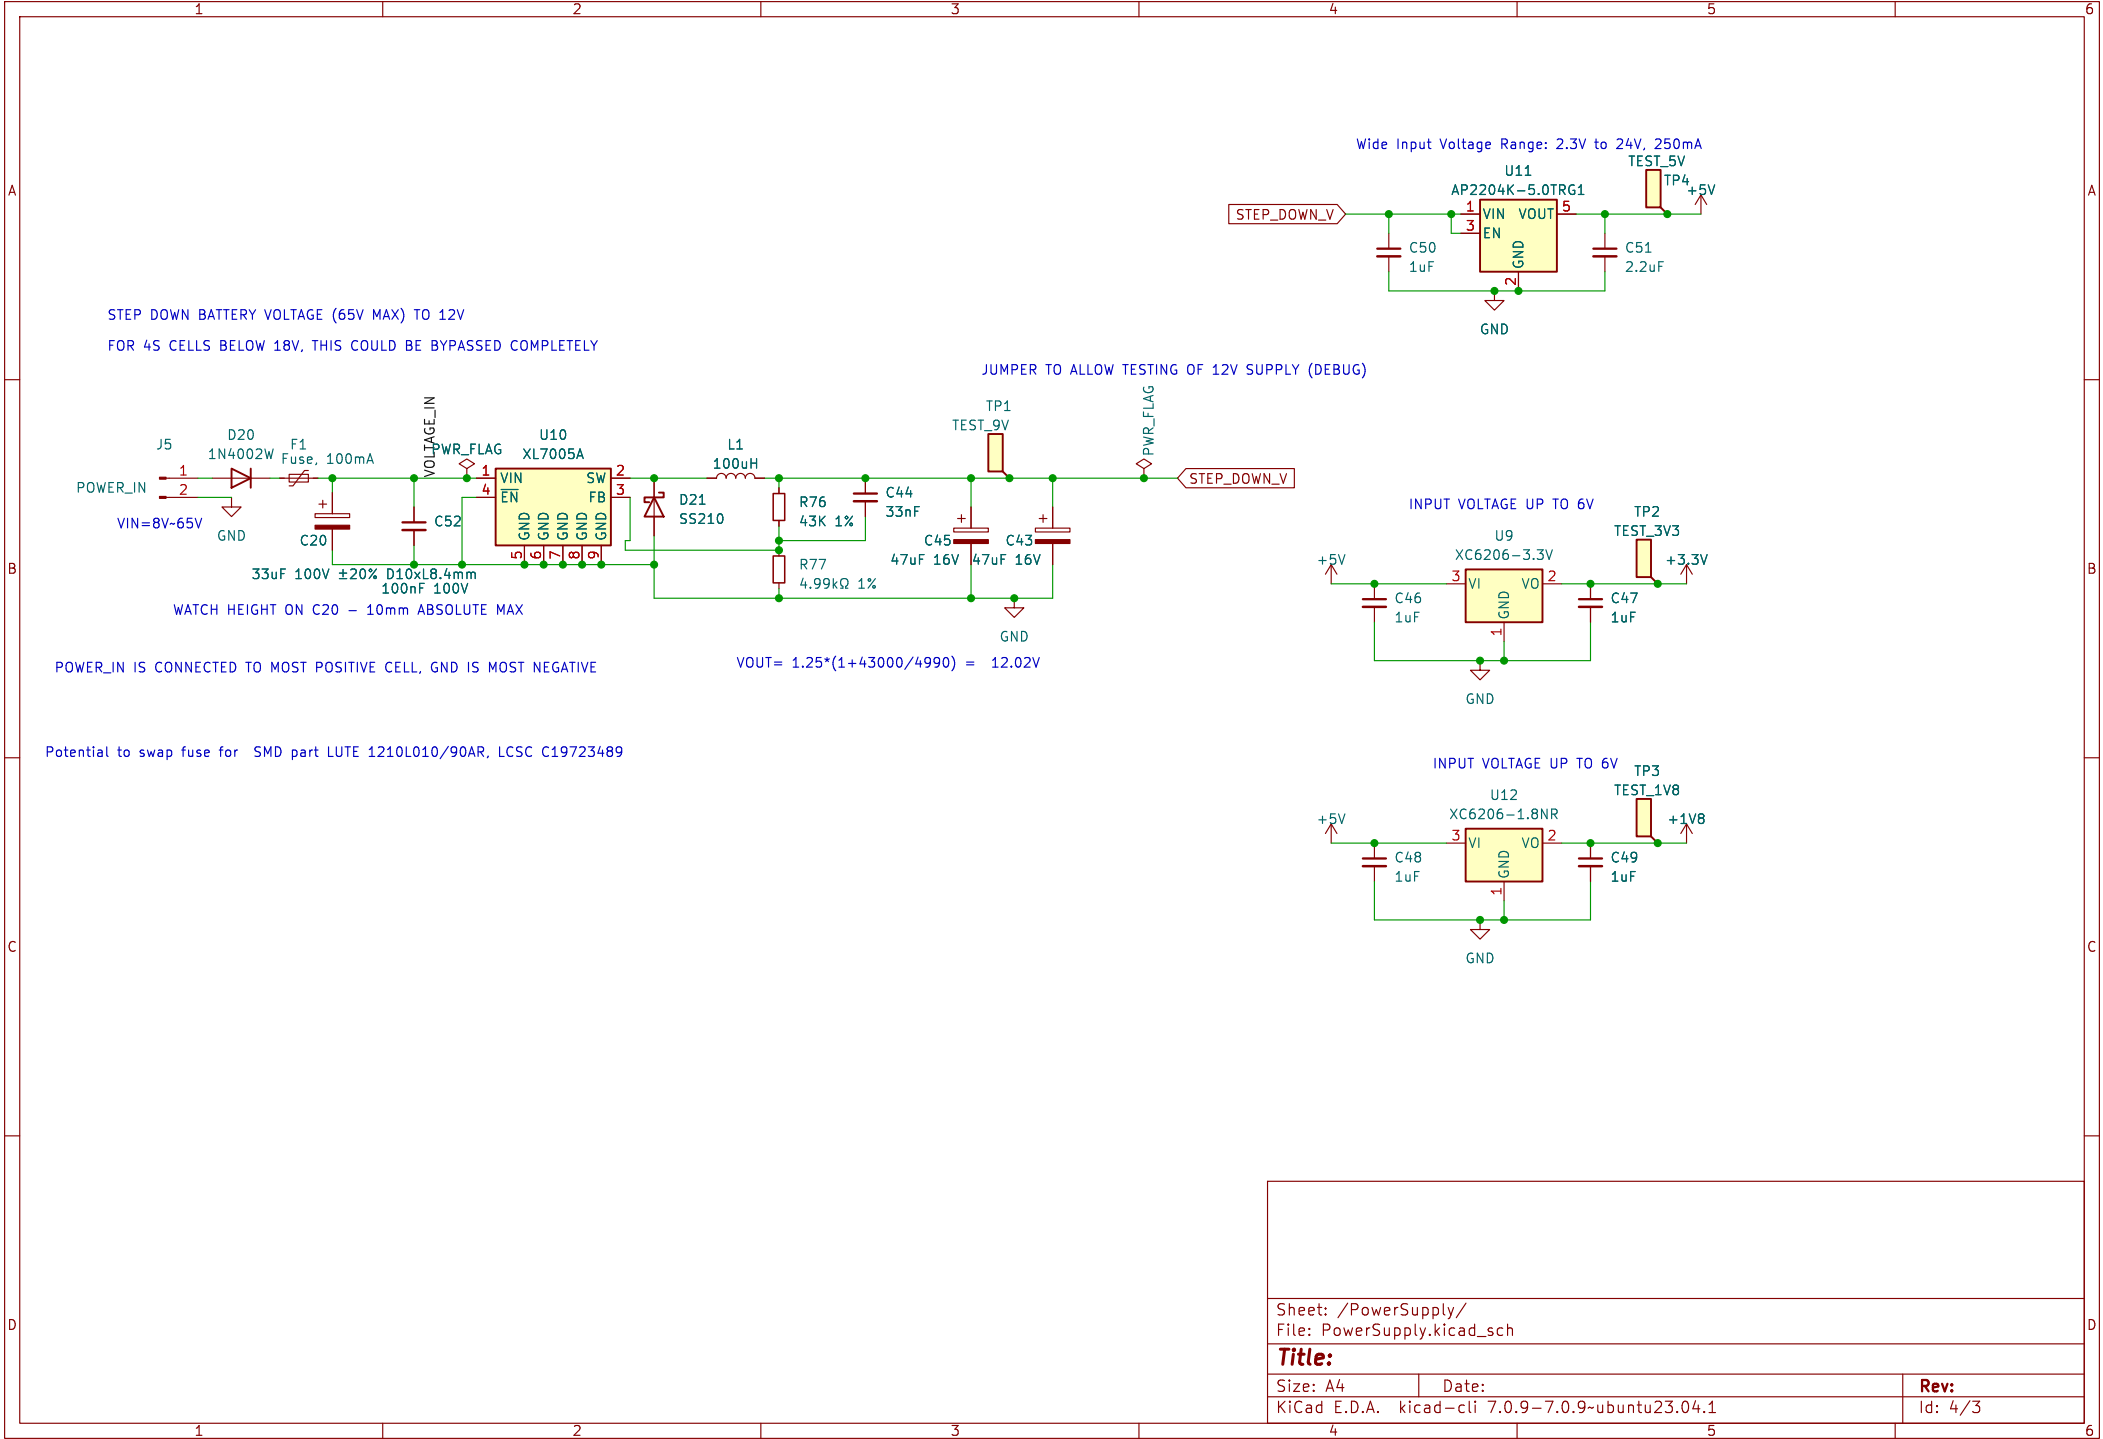 1 2 3 4 5 6
A
B
C
D
Wide Input Voltage Range: 2.3V to 24V, 250mA
TEST_5V
TP4
+5V
U11
AP2204K-5.0TRG1
STEP_DOWN_V
1 VIN VOUT 5
3 EN
GND
2
C50
1uF
C51
2.2uF
GND
STEP DOWN BATTERY VOLTAGE (65V MAX) TO 12V
FOR 4S CELLS BELOW 18V, THIS COULD BE BYPASSED COMPLETELY
JUMPER TO ALLOW TESTING OF 12V SUPPLY (DEBUG)
J5
1
2
POWER_IN
VIN=8V~65V
GND
D20
1N4002W
F1
Fuse, 100mA
VOLTAGE_IN
PWR_FLAG
C20
33uF 100V ±20% D10xL8.4mm
C52
100nF 100V
WATCH HEIGHT ON C20 - 10mm ABSOLUTE MAX
U10
XL7005A
1 VIN SW 2
4 EN FB 3
GND GND GND GND GND
5 6 7 8 9
D21
SS210
L1
100uH
R76
43K 1%
R77
4.99kΩ 1%
C44
33nF
TP1
TEST_9V
C45
47uF 16V
C43
47uF 16V
PWR_FLAG
STEP_DOWN_V
GND
VOUT= 1.25*(1+43000/4990) = 12.02V
POWER_IN IS CONNECTED TO MOST POSITIVE CELL, GND IS MOST NEGATIVE
Potential to swap fuse for SMD part LUTE 1210L010/90AR, LCSC C19723489
INPUT VOLTAGE UP TO 6V
TP2
TEST_3V3
U9
XC6206-3.3V
+5V
+3.3V
3 VI VO 2
GND
1
C46
1uF
C47
1uF
GND
INPUT VOLTAGE UP TO 6V
TP3
TEST_1V8
U12
XC6206-1.8NR
+5V
+1V8
3 VI VO 2
GND
1
C48
1uF
C49
1uF
GND
Sheet: /PowerSupply/
File: PowerSupply.kicad_sch
Title:
Size: A4 Date: Rev:
KiCad E.D.A. kicad-cli 7.0.9-7.0.9~ubuntu23.04.1 Id: 4/3
A
B
C
D
1 2 3 4 5 6